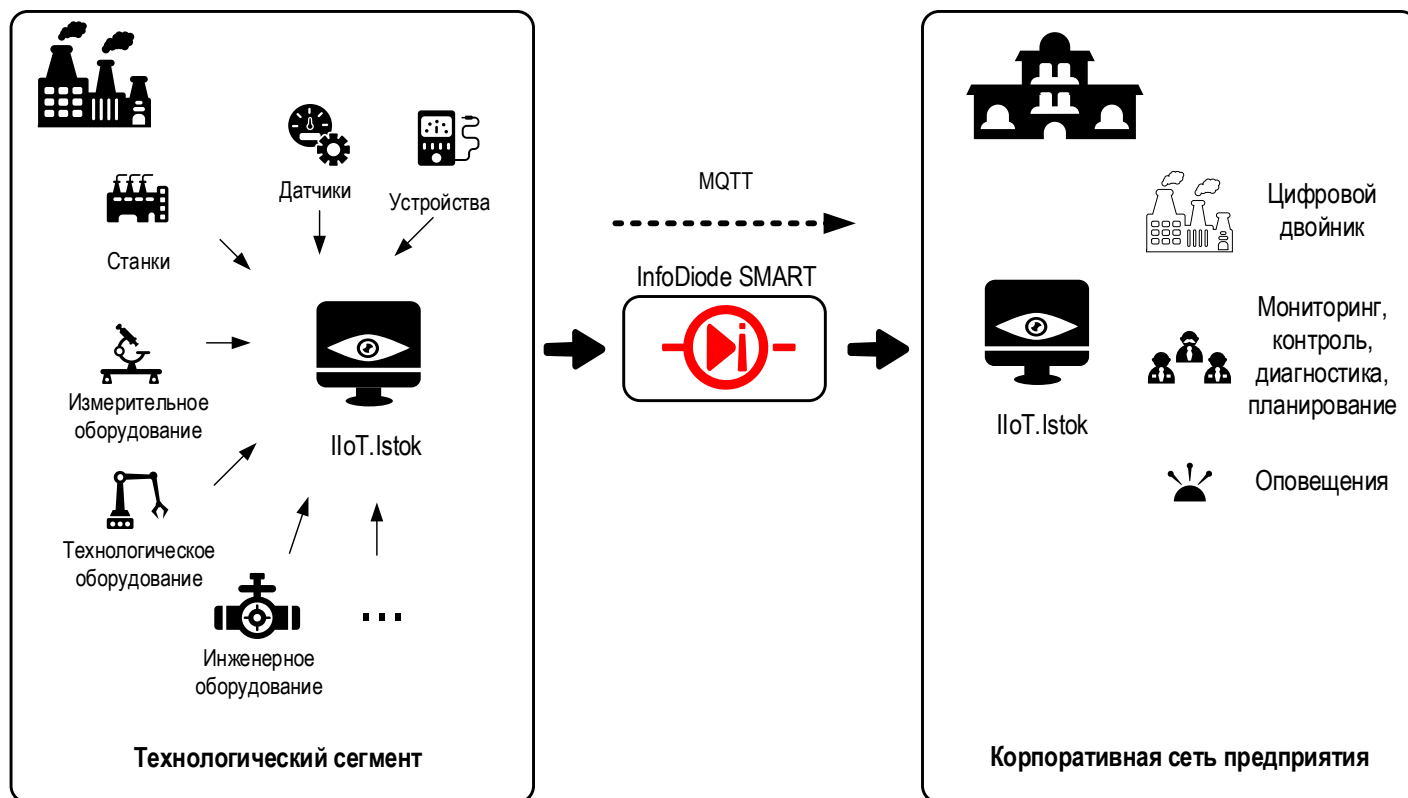 Датчики
Устройства
Станки
Измерительное
оборудование
IIoT.Istok
Технологическое
оборудование
...
Инженерное
оборудование
Технологический сегмент
MQTT
InfoDiode SMART
Цифровой
двойник
Мониторинг,
контроль,
диагностика,
планирование
IIoT.Istok
Оповещения
Корпоративная сеть предприятия